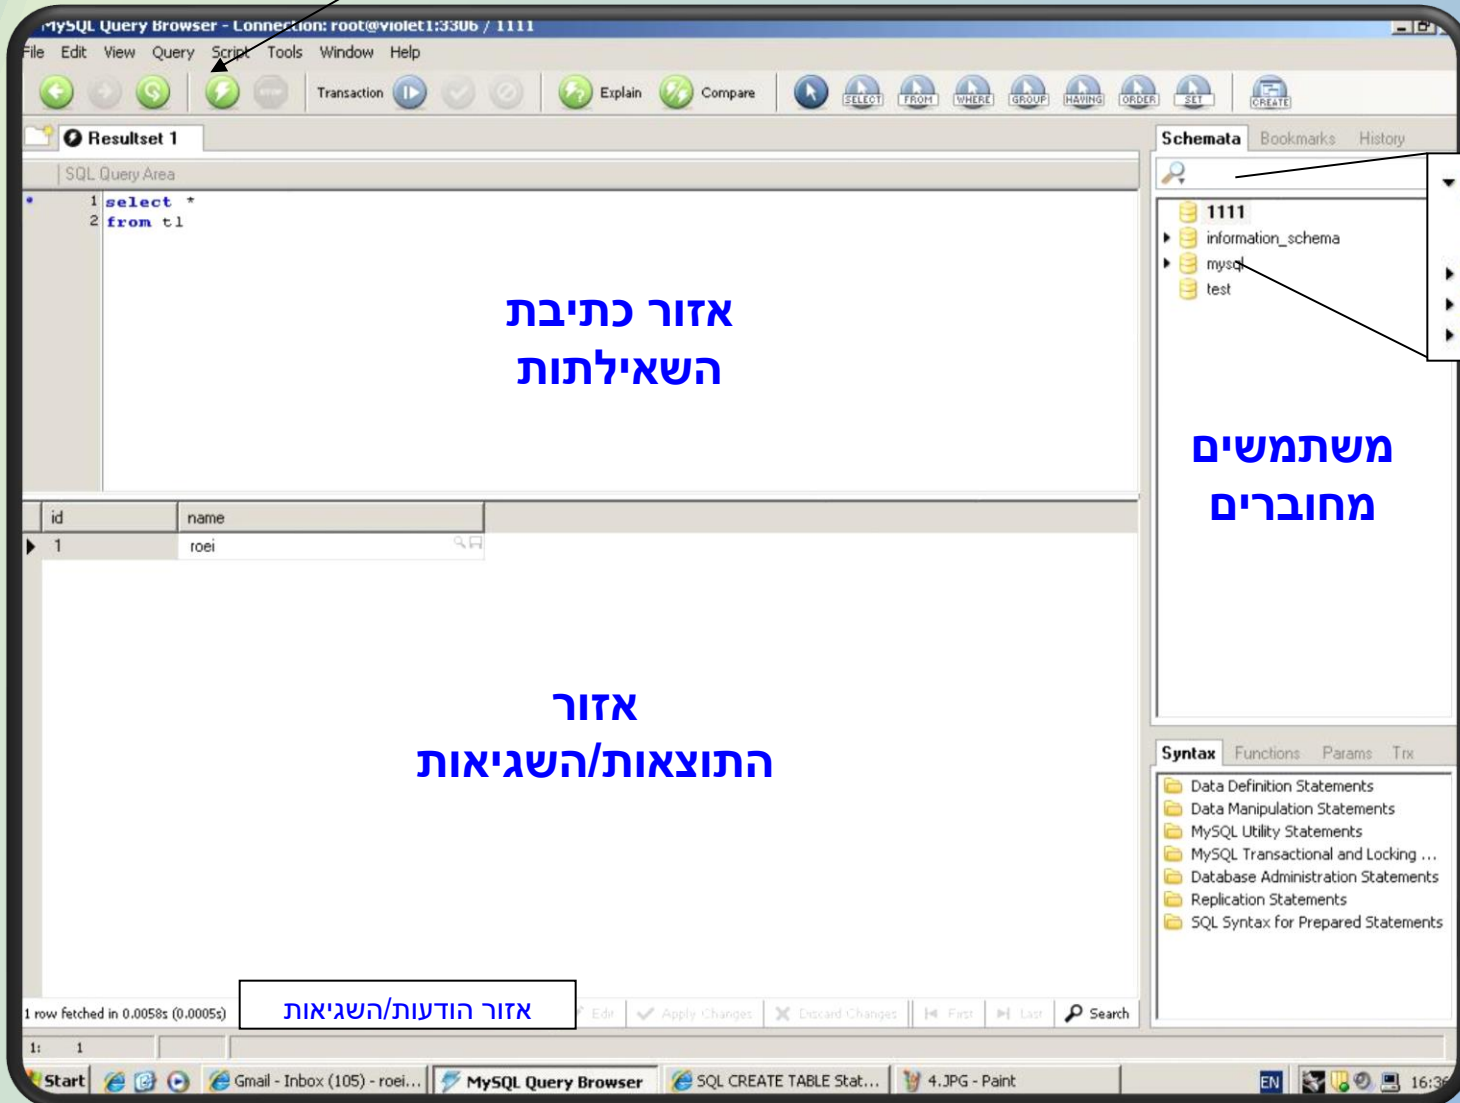 MySQL Query Browser - Connection: root@violet1:3306 / 1111
File Edit View Query Script Tools Window Help
Transaction Explain Compare SELECT FROM WHERE GROUP HAVING ORDER SET CREATE
Resultset 1
Schemata Bookmarks History
SQL Query Area
1 select *
2 from tl
1111
information_schema
mysql
test
אזור כתיבת
השאילתות
משתמשים
מחוברים
id name
1 roei
אזור
התוצאות/השגיאות
Syntax Functions Params Trx
Data Definition Statements
Data Manipulation Statements
MySQL Utility Statements
MySQL Transactional and Locking ...
Database Administration Statements
Replication Statements
SQL Syntax for Prepared Statements
1 row fetched in 0.0058s (0.0005s)
אזור הודעות/השגיאות
Edit Apply Changes Discard Changes First Last Search
1: 1
Start Gmail - Inbox (105) - roei... MySQL Query Browser SQL CREATE TABLE Stat... 4.JPG - Paint EN 16:36